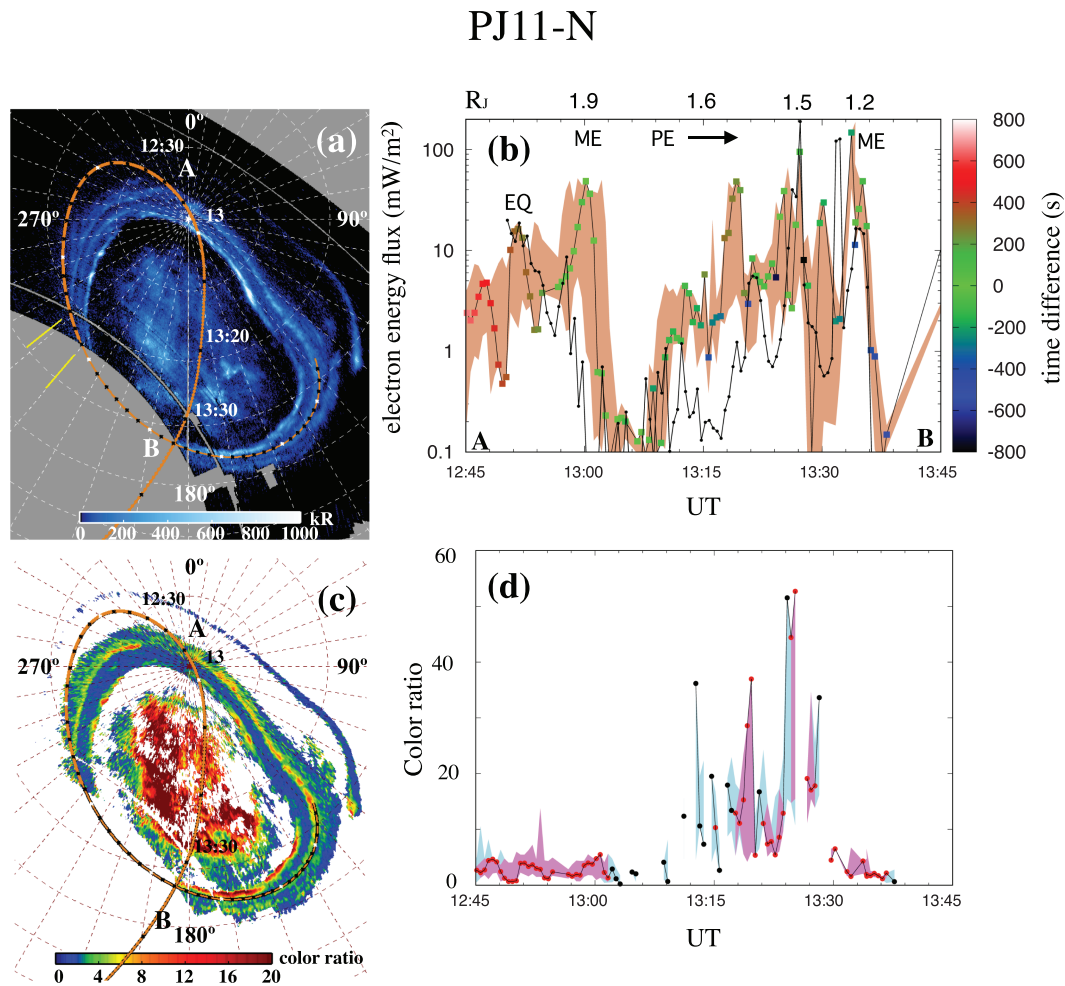 PJ11-N
(a)
0º
12:30
A
270º
13
90º
13:20
13:30
B
180º
kR
0 200 400 600 800 1000
RJ 1.9 1.6 1.5 1.2
ME PE ME
(b)
EQ
electron energy flux (mW/m²)
100
10
1
0.1
A B
12:45 13:00 13:15 13:30 13:45
UT
800
600
400
200
0
-200
-400
-600
-800
time difference (s)
(c)
0º
12:30
A
270º
13
90º
13:30
B
180º
color ratio
0 4 8 12 16 20
(d)
Color ratio
60
40
20
0
12:45 13:00 13:15 13:30 13:45
UT